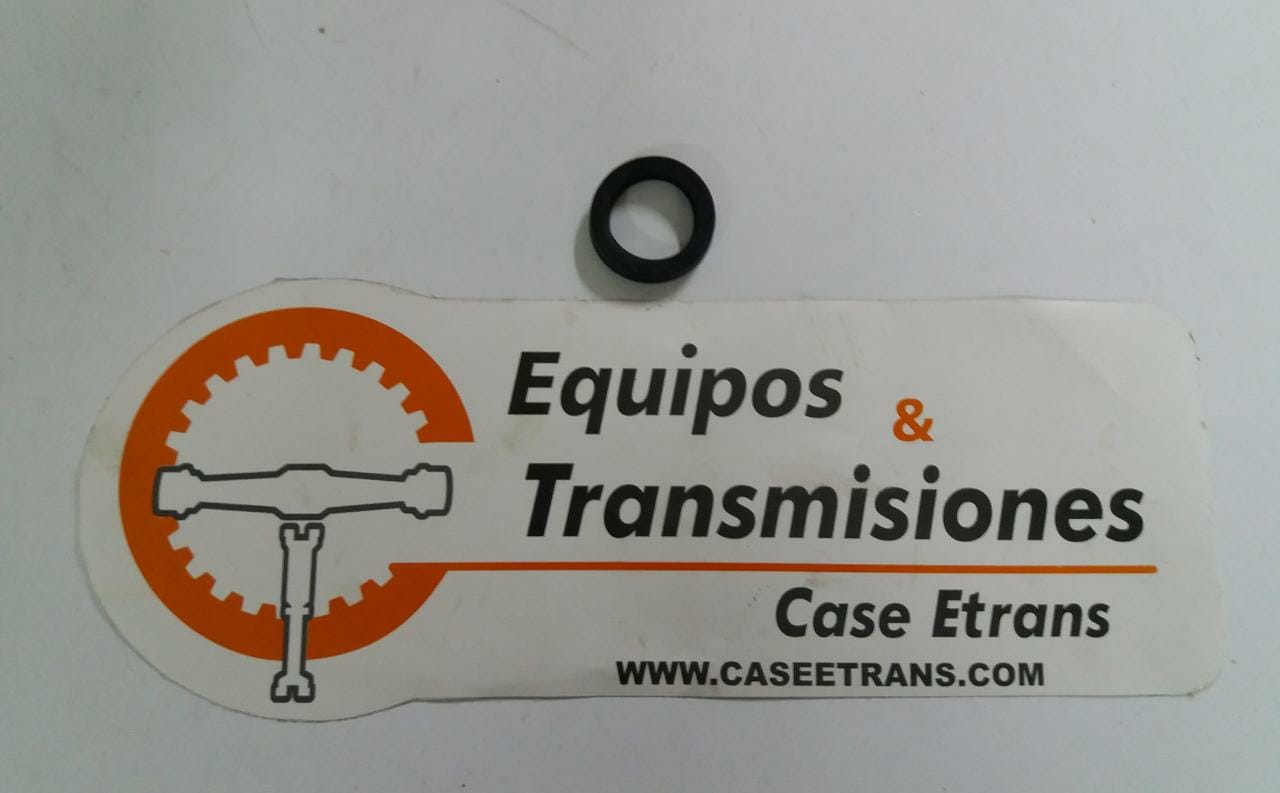 Equipos
&
Transmisiones
Case Etrans
WWW.CASEETRANS.COM